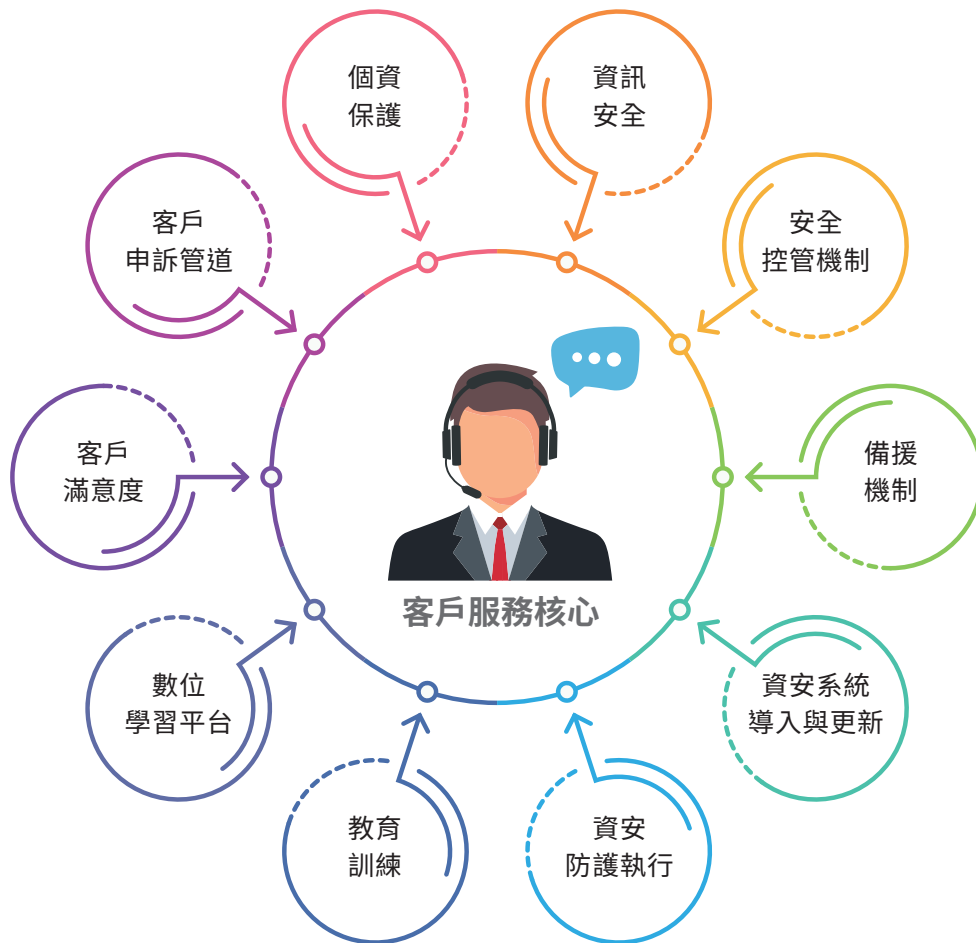 個資
保護
資訊
安全
客戶
申訴管道
安全
控管機制
客戶
滿意度
備援
機制
客戶服務核心
數位
學習平台
資安系統
導入與更新
教育
訓練
資安
防護執行